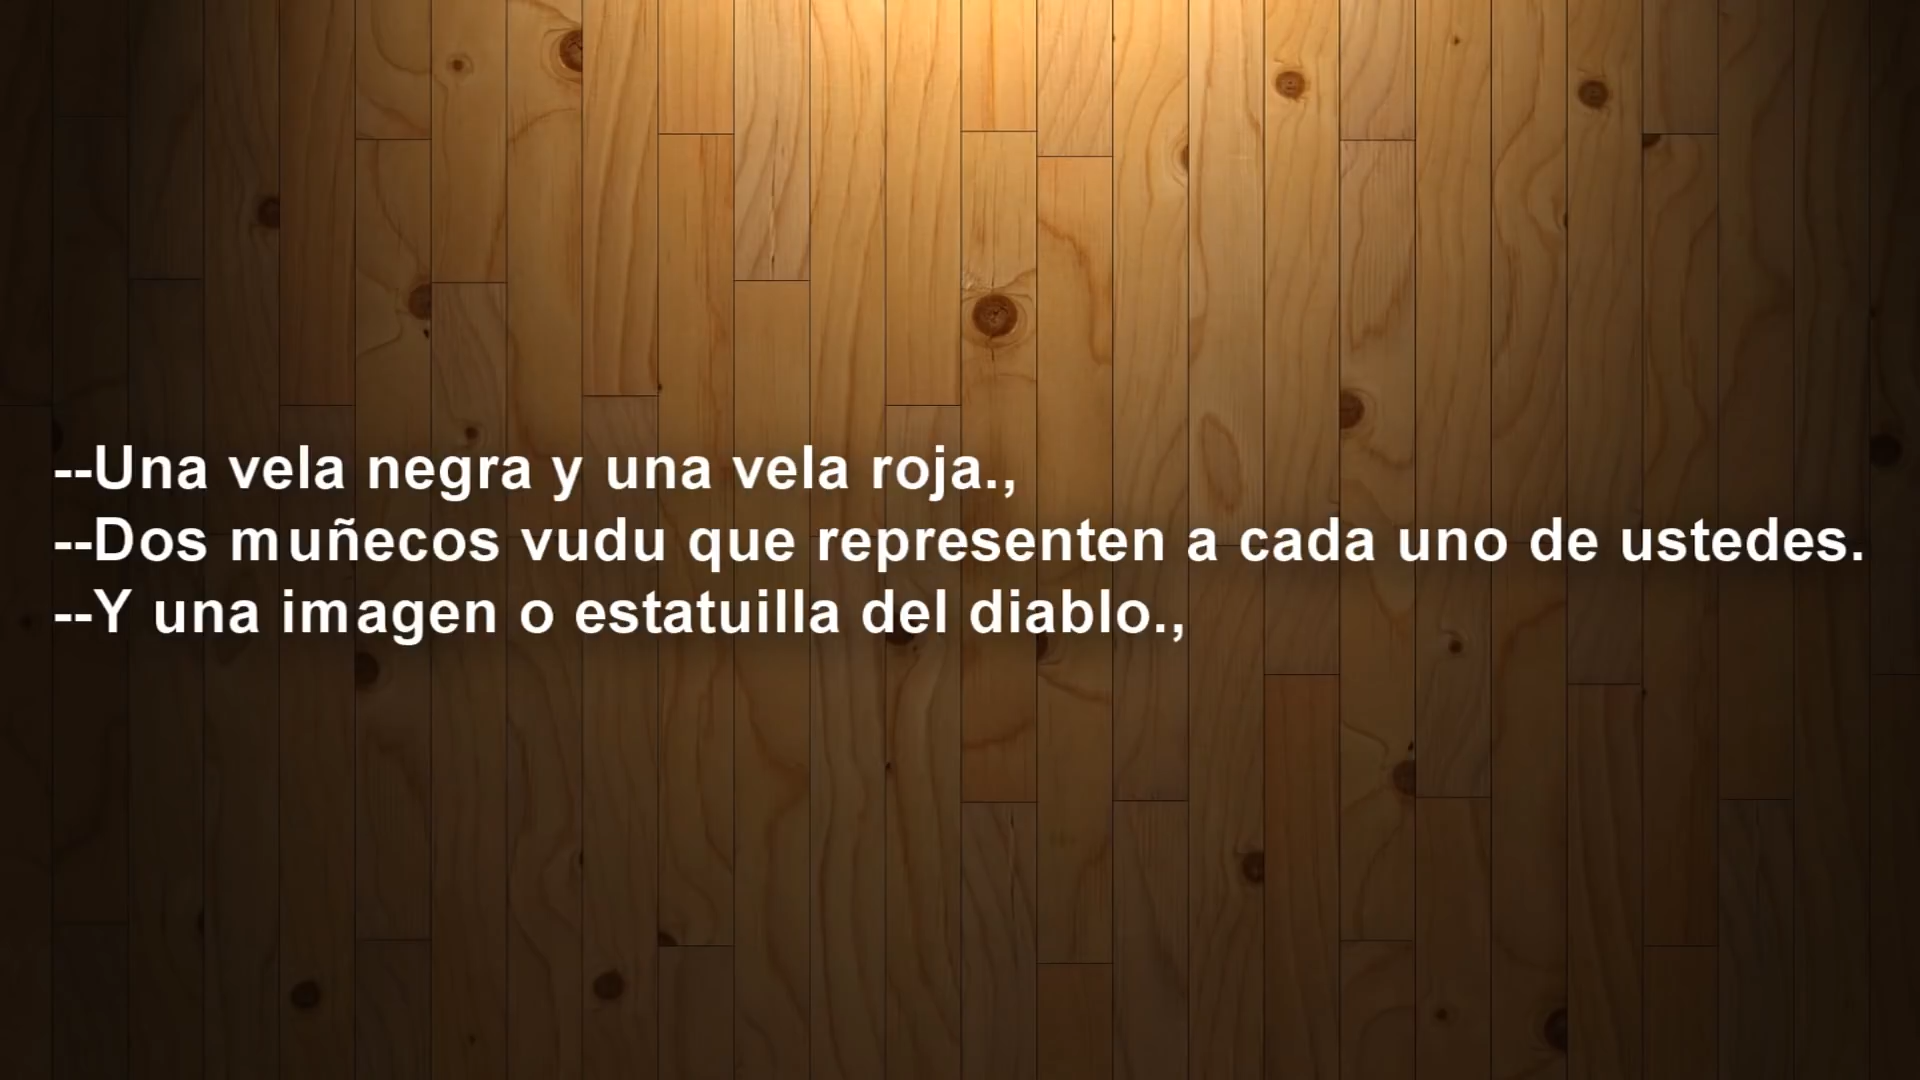 --Una vela negra y una vela roja.,
--Dos muñecos vudu que representen a cada uno de ustedes.
--Y una imagen o estatuilla del diablo.,